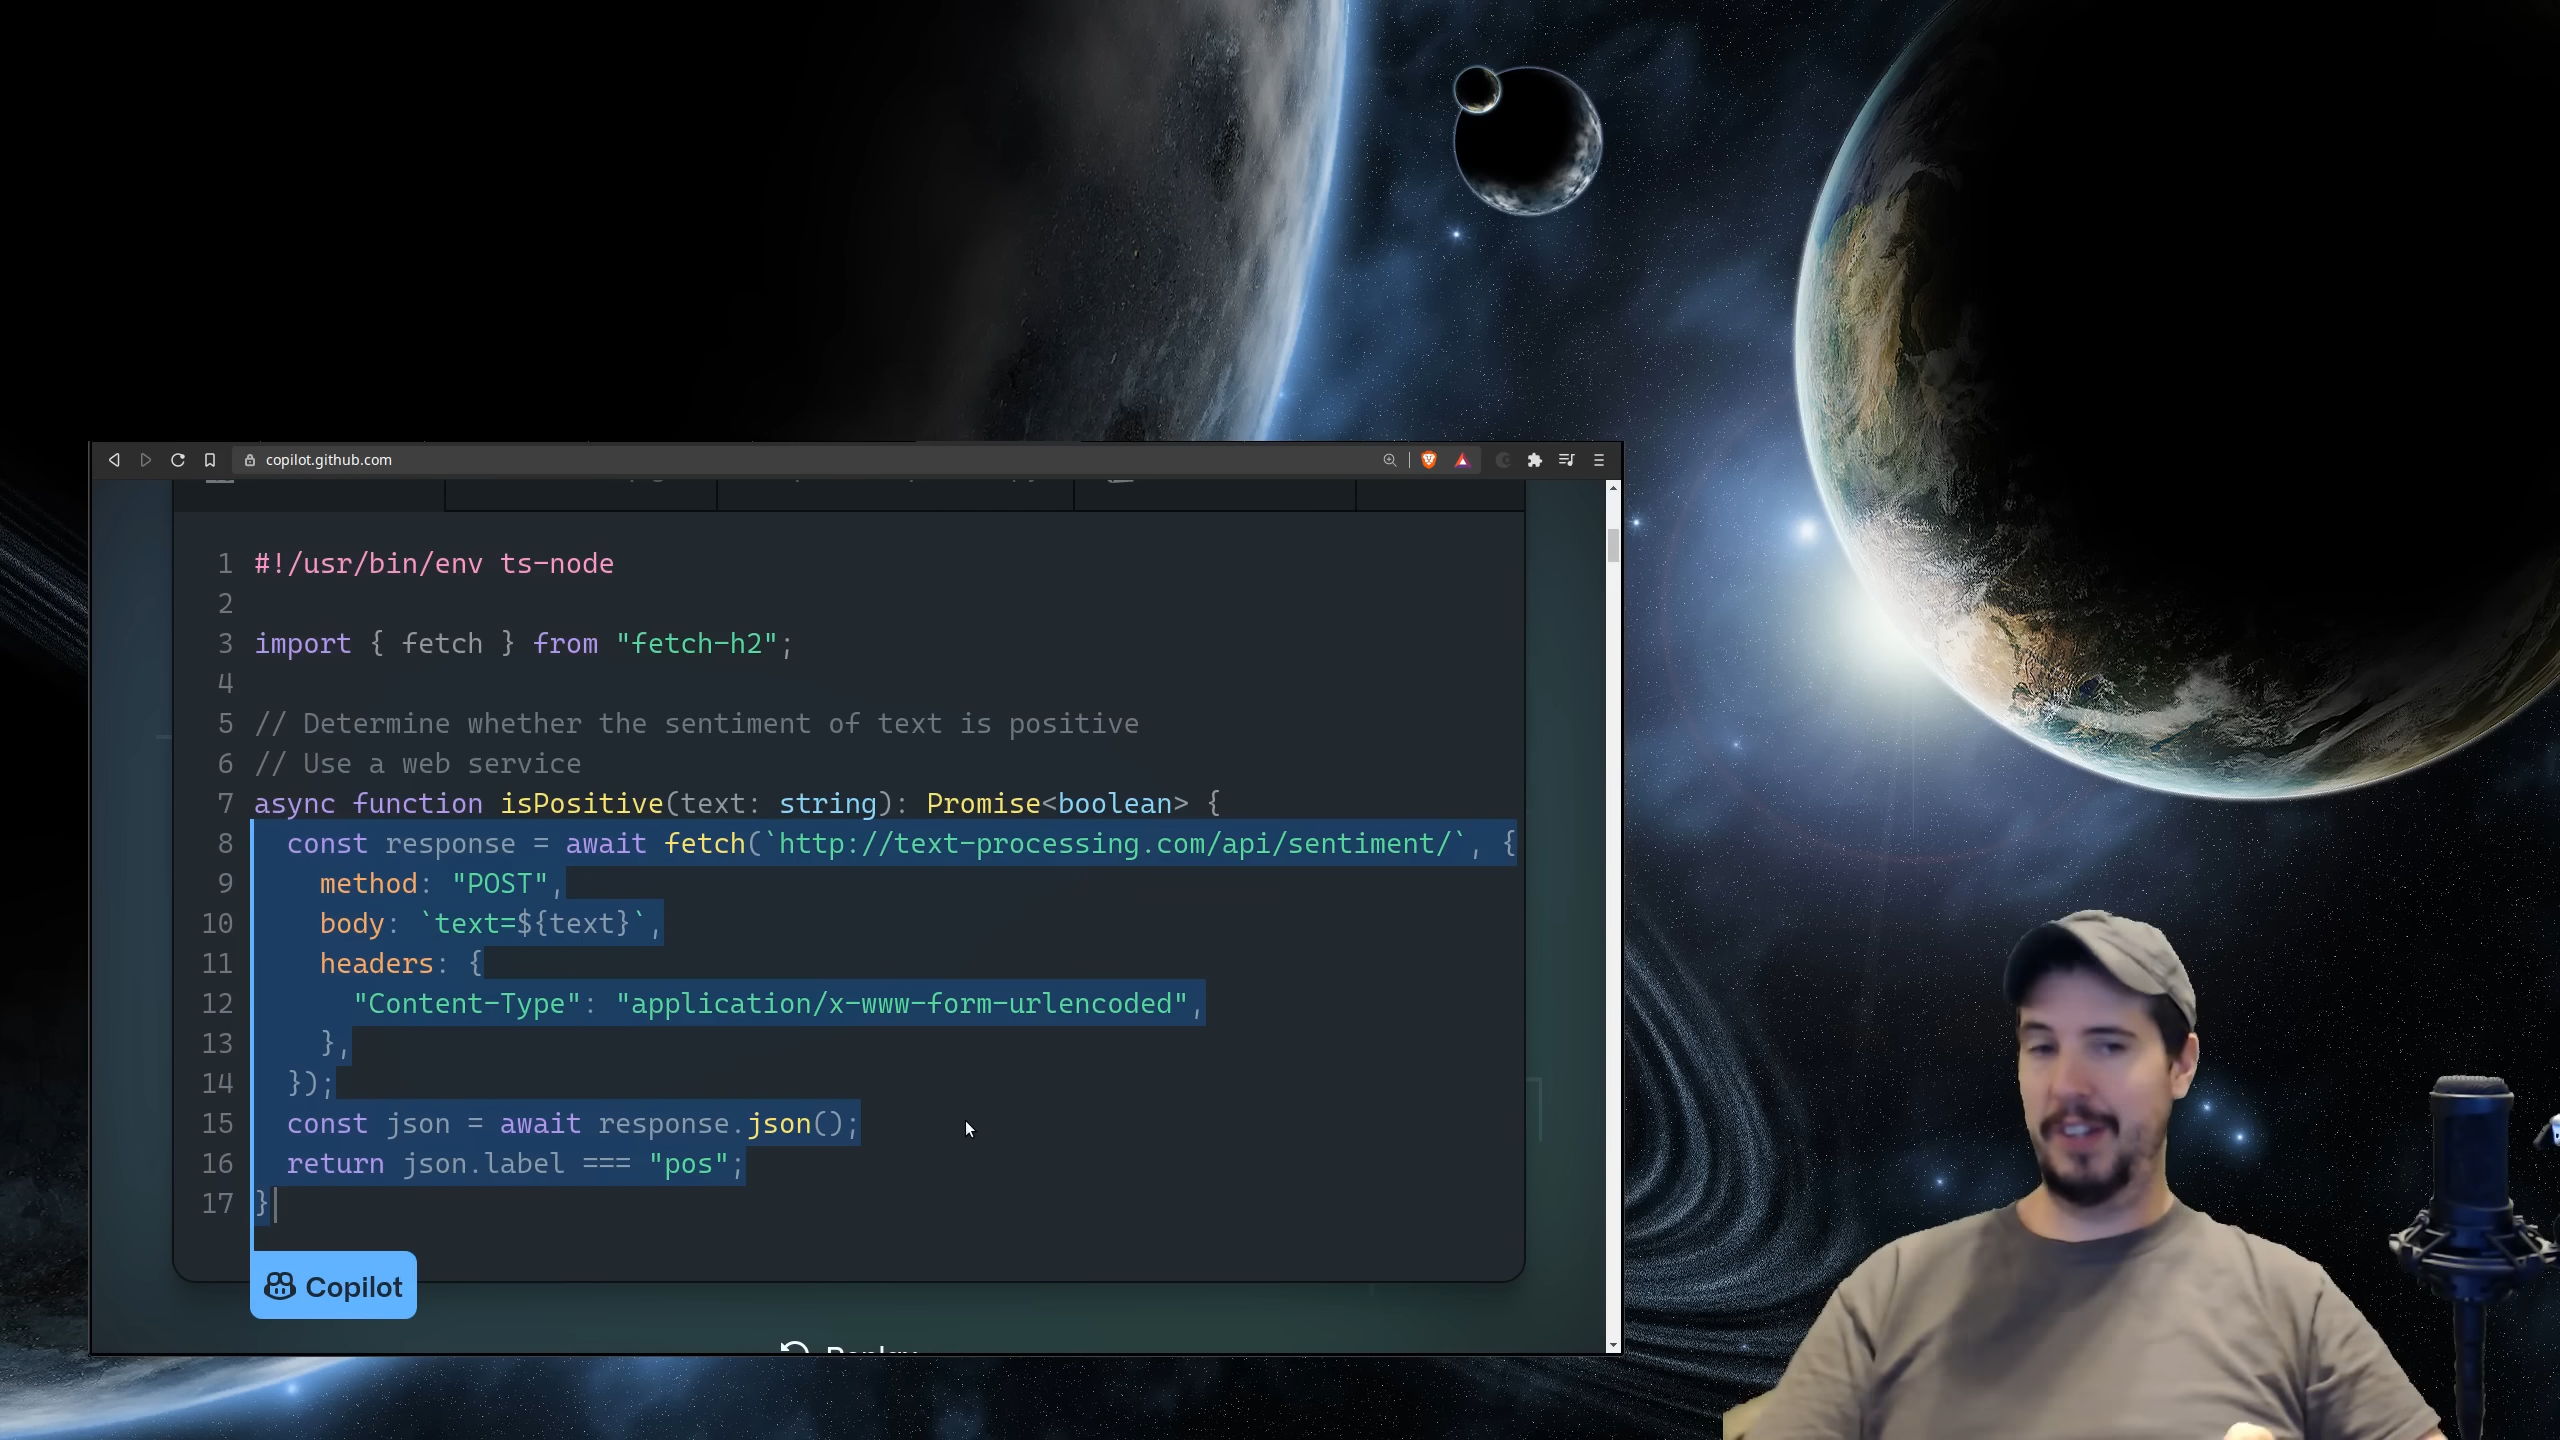 copilot.github.com
1 #!/usr/bin/env ts-node
2
3 import { fetch } from "fetch-h2";
4
5 // Determine whether the sentiment of text is positive
6 // Use a web service
7 async function isPositive(text: string): Promise<boolean> {
8 const response = await fetch(`http://text-processing.com/api/sentiment/`, {
9 method: "POST",
10 body: `text=${text}`,
11 headers: {
12 "Content-Type": "application/x-www-form-urlencoded",
13 },
14 });
15 const json = await response.json();
16 return json.label === "pos";
17 }
Copilot
Replay